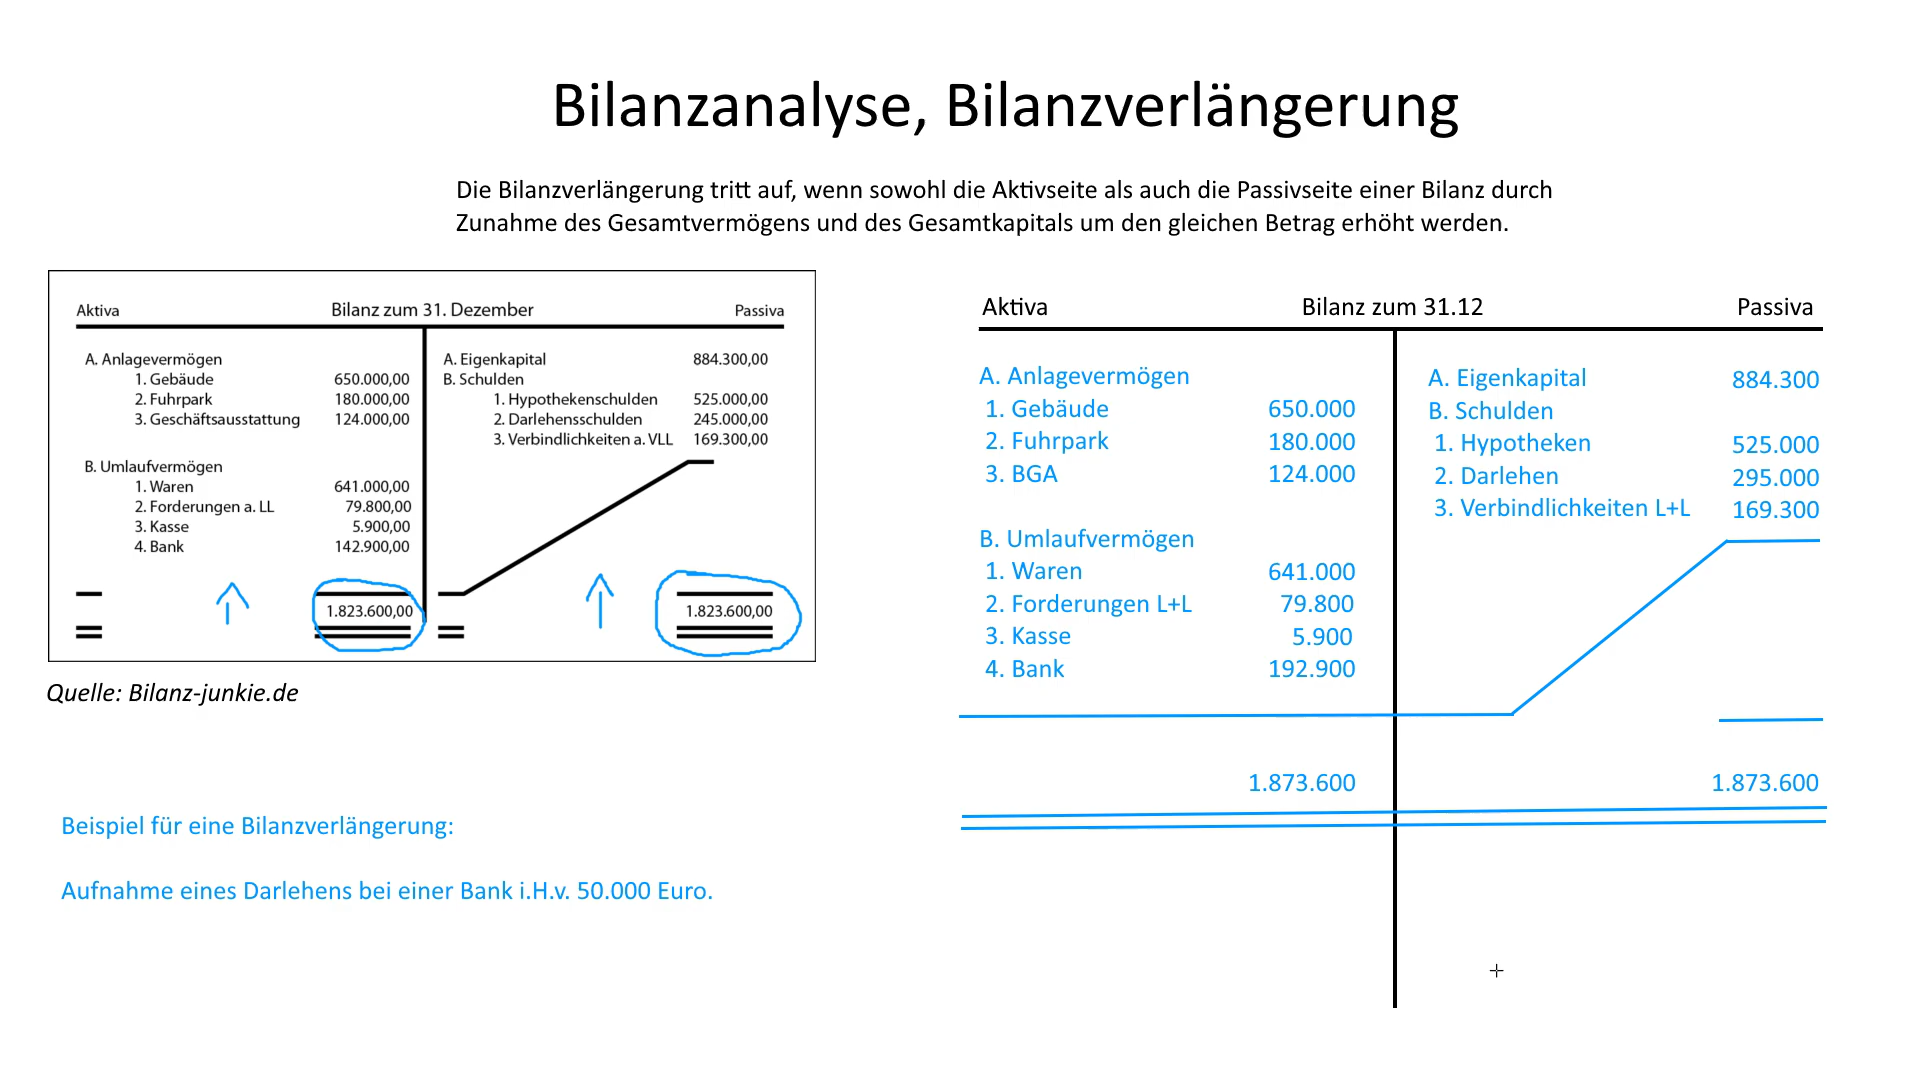 Bilanzanalyse, Bilanzverlängerung
Die Bilanzverlängerung tritt auf, wenn sowohl die Aktivseite als auch die Passivseite einer Bilanz durch
Zunahme des Gesamtvermögens und des Gesamtkapitals um den gleichen Betrag erhöht werden.
Aktiva Bilanz zum 31. Dezember Passiva
A. Anlagevermögen
1. Gebäude 650.000,00
2. Fuhrpark 180.000,00
3. Geschäftsausstattung 124.000,00
B. Umlaufvermögen
1. Waren 641.000,00
2. Forderungen a. LL 79.800,00
3. Kasse 5.900,00
4. Bank 142.900,00
1.823.600,00
A. Eigenkapital 884.300,00
B. Schulden
1. Hypothekenschulden 525.000,00
2. Darlehensschulden 245.000,00
3. Verbindlichkeiten a. VLL 169.300,00
1.823.600,00
Quelle: Bilanz-junkie.de
Beispiel für eine Bilanzverlängerung:
Aufnahme eines Darlehens bei einer Bank i.H.v. 50.000 Euro.
Aktiva Bilanz zum 31.12 Passiva
A. Anlagevermögen
1. Gebäude 650.000
2. Fuhrpark 180.000
3. BGA 124.000
B. Umlaufvermögen
1. Waren 641.000
2. Forderungen L+L 79.800
3. Kasse 5.900
4. Bank 192.900
1.873.600
A. Eigenkapital 884.300
B. Schulden
1. Hypotheken 525.000
2. Darlehen 295.000
3. Verbindlichkeiten L+L 169.300
1.873.600